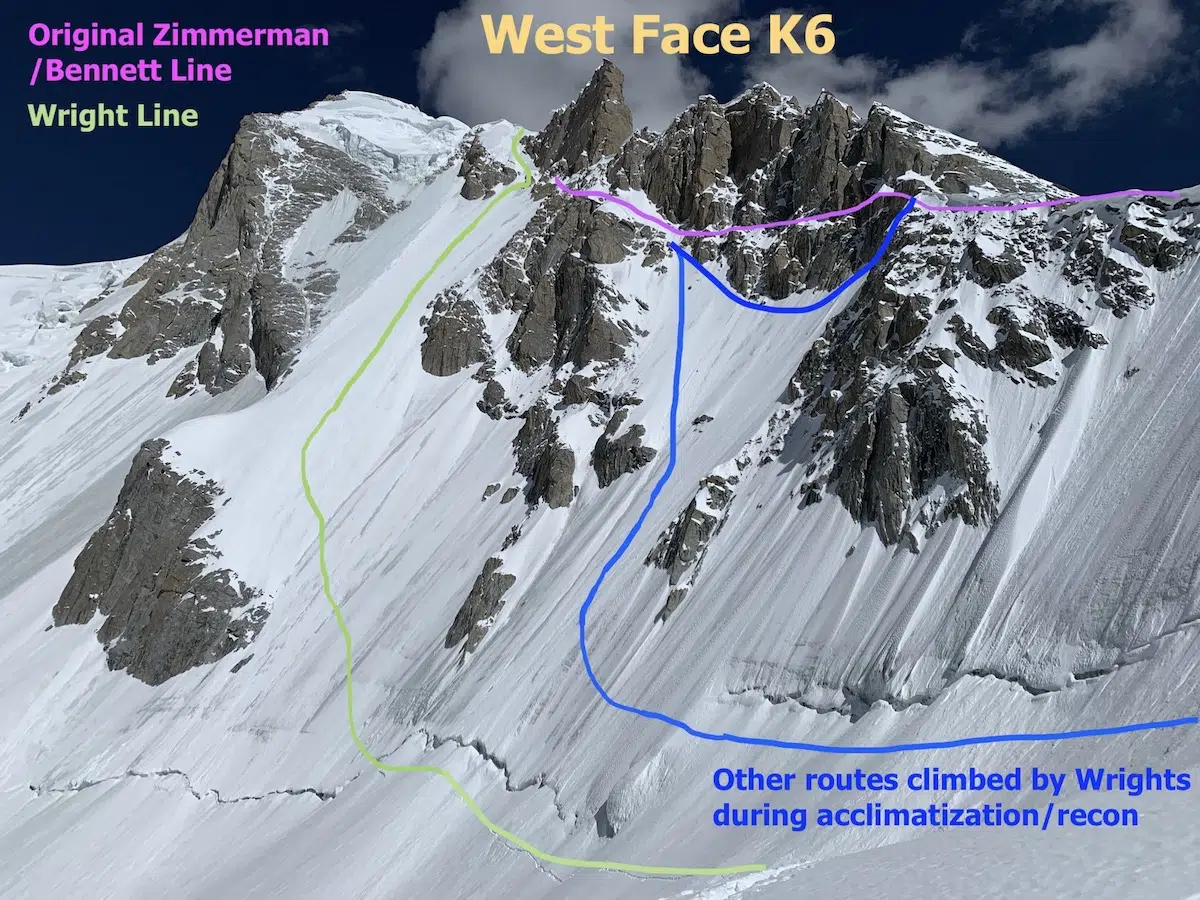 West Face K6
Original Zimmerman
/Bennett Line
Wright Line
Other routes climbed by Wrights
during acclimatization/recon